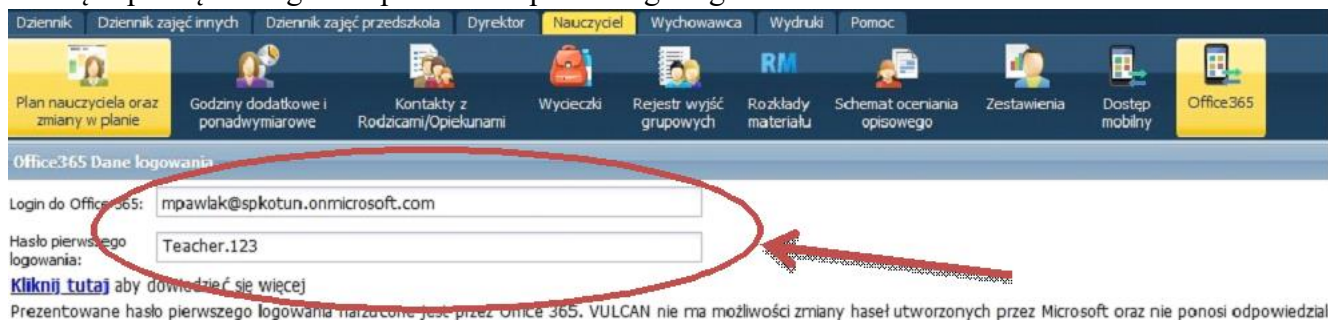 Dziennik Dziennik zajęć innych Dziennik zajęć przedszkola Dyrektor Nauczyciel Wychowawca Wydruki Pomoc
RM
Plan nauczyciela oraz zmiany w planie
Godziny dodatkowe i ponadwymiarowe
Kontakty z Rodzicami/Opiekunami
Wycieczki
Rejestr wyjść grupowych
Rozkłady materiału
Schemat oceniania opisowego
Zestawienia
Dostęp mobilny
Office365
Office365 Dane logowania
Login do Office 365: mpawlak@spkotun.onmicrosoft.com
Hasło pierwszego logowania: Teacher.123
Kliknij tutaj aby dowiedzieć się więcej
Prezentowane hasło pierwszego logowania narzucone jest przez Office 365. VULCAN nie ma możliwości zmiany haseł utworzonych przez Microsoft oraz nie ponosi odpowiedzial